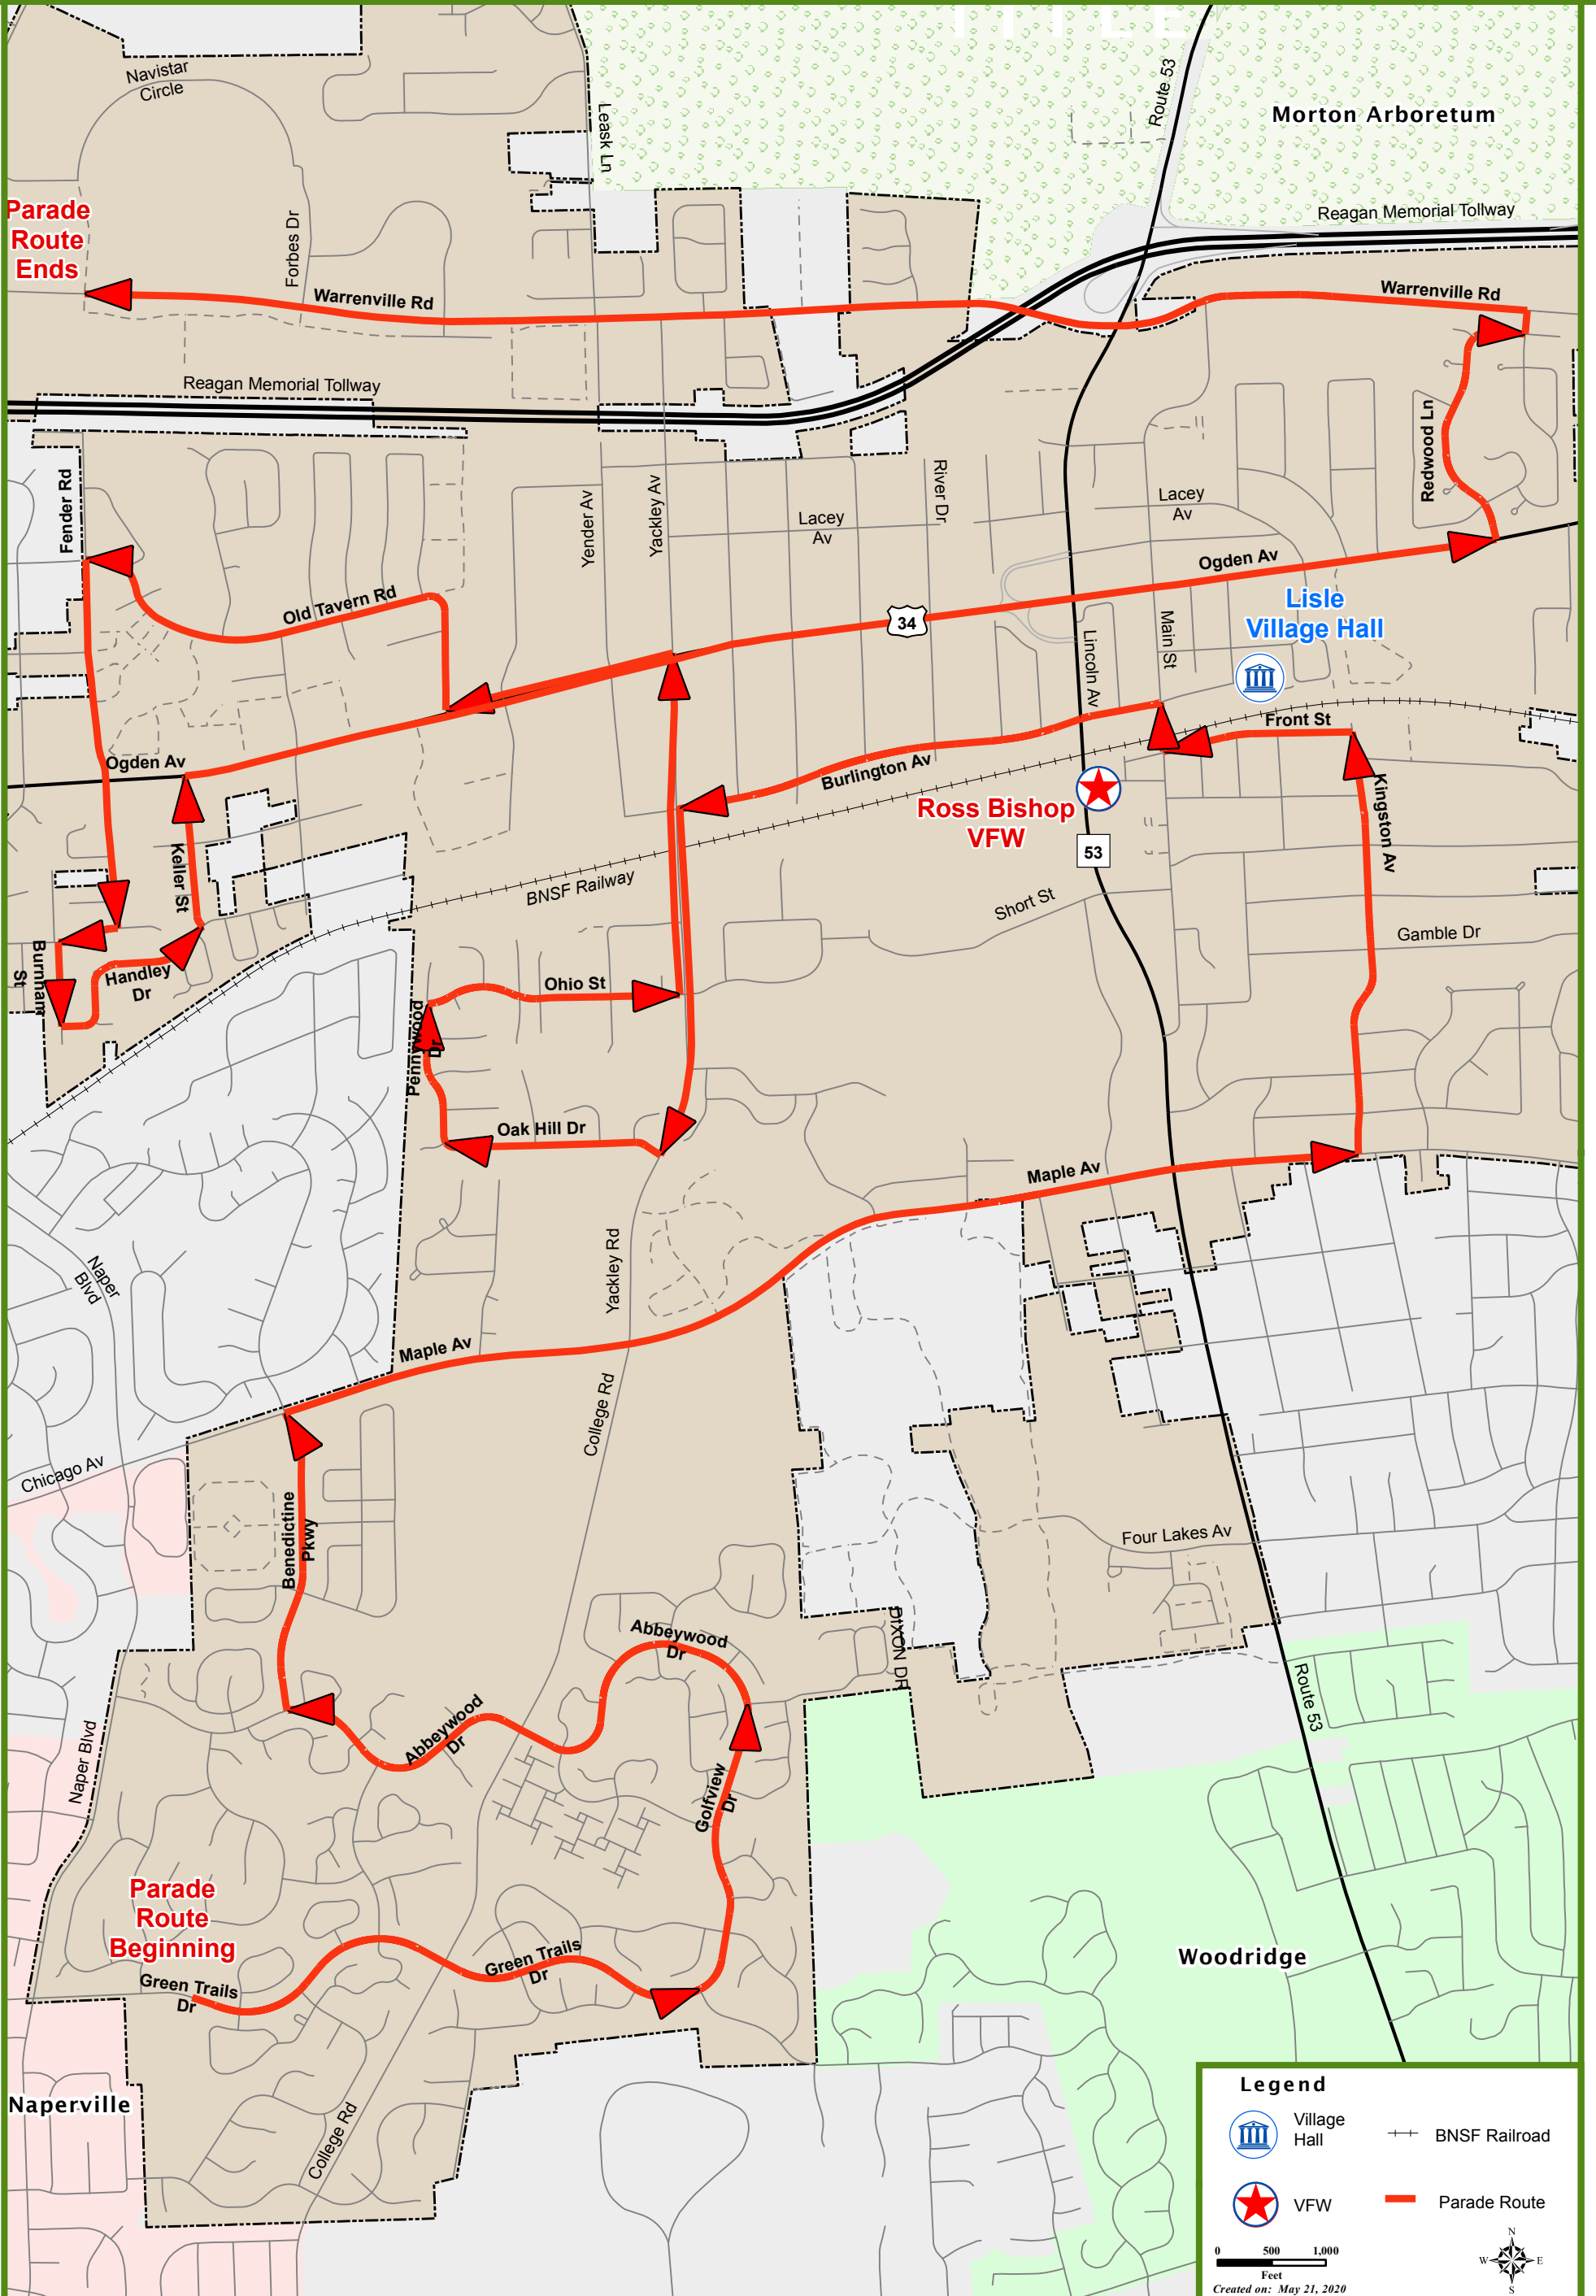 TITLE
Navistar
Circle
Leask Ln
Route 53
Morton Arboretum
Parade
Route
Ends
Forbes Dr
Reagan Memorial Tollway
Warrenville Rd
Warrenville Rd
Reagan Memorial Tollway
Fender Rd
Yender Av
Yackley Av
River Dr
Lacey
Av
Lacey
Av
Redwood Ln
Old Tavern Rd
Ogden Av
34
Lisle
Village Hall
Lincoln Av
Main St
Front St
Ogden Av
Burlington Av
Ross Bishop
VFW
53
Kingston Av
Keller St
BNSF Railway
Short St
Gamble Dr
Burnham
St
Handley
Dr
Ohio St
Pennywood
Dr
Oak Hill Dr
Maple Av
Naper
Blvd
Yackley Rd
Maple Av
College Rd
Chicago Av
Benedictine
Pkwy
Four Lakes Av
Abbeywood
Dr
DIXON DR
Route 53
Abbeywood
Dr
Naper Blvd
Golfview
Dr
Parade
Route
Beginning
Green Trails
Dr
Green Trails
Dr
Woodridge
Naperville
College Rd
Legend
Village
Hall
BNSF Railroad
VFW
Parade Route
0 500 1,000
Feet
Created on: May 21, 2020
N
W E
S